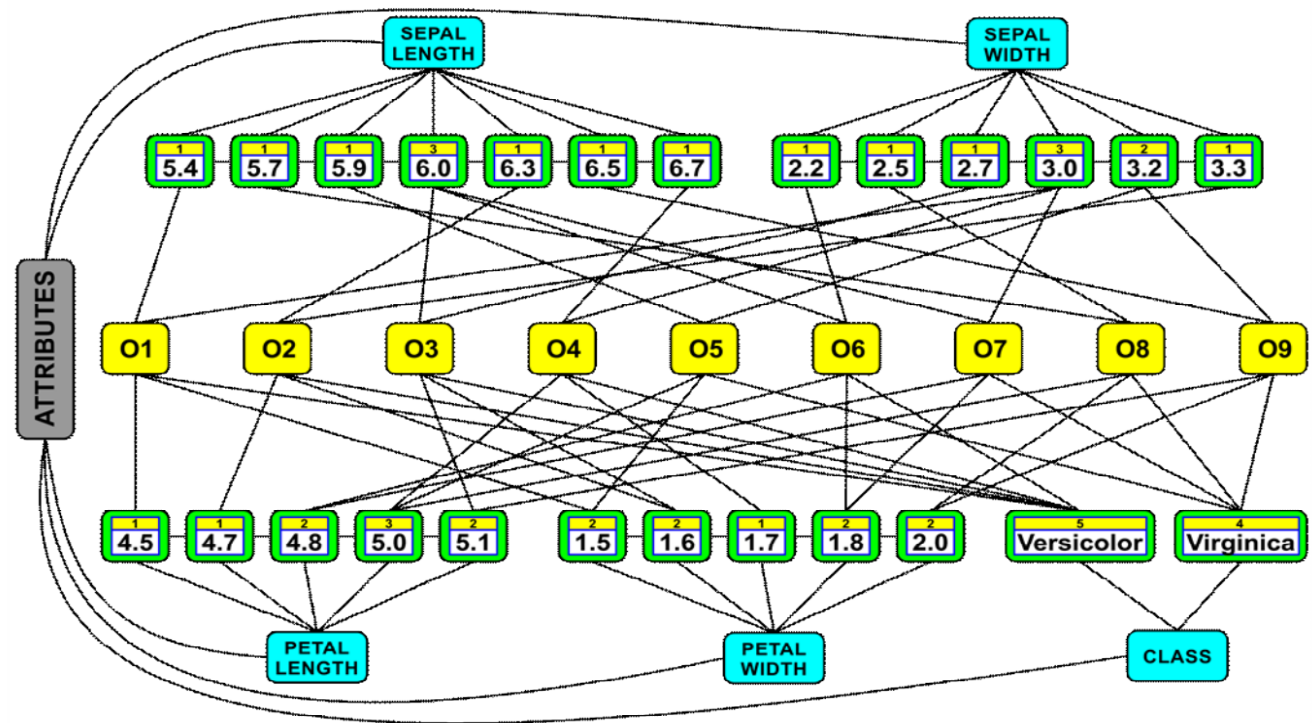 SEPAL
LENGTH
SEPAL
WIDTH
1 1 1 3 1 1 1 1 1 1 3 2 1
5.4 5.7 5.9 6.0 6.3 6.5 6.7 2.2 2.5 2.7 3.0 3.2 3.3
ATTRIBUTES
O1 O2 O3 O4 O5 O6 O7 O8 O9
1 1 2 3 2 2 2 1 2 2 5 4
4.5 4.7 4.8 5.0 5.1 1.5 1.6 1.7 1.8 2.0 Versicolor Virginica
PETAL
LENGTH
PETAL
WIDTH
CLASS